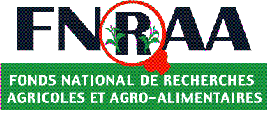 FNRAA
FONDS NATIONAL DE RECHERCHES
AGRICOLES ET AGRO-ALIMENTAIRES